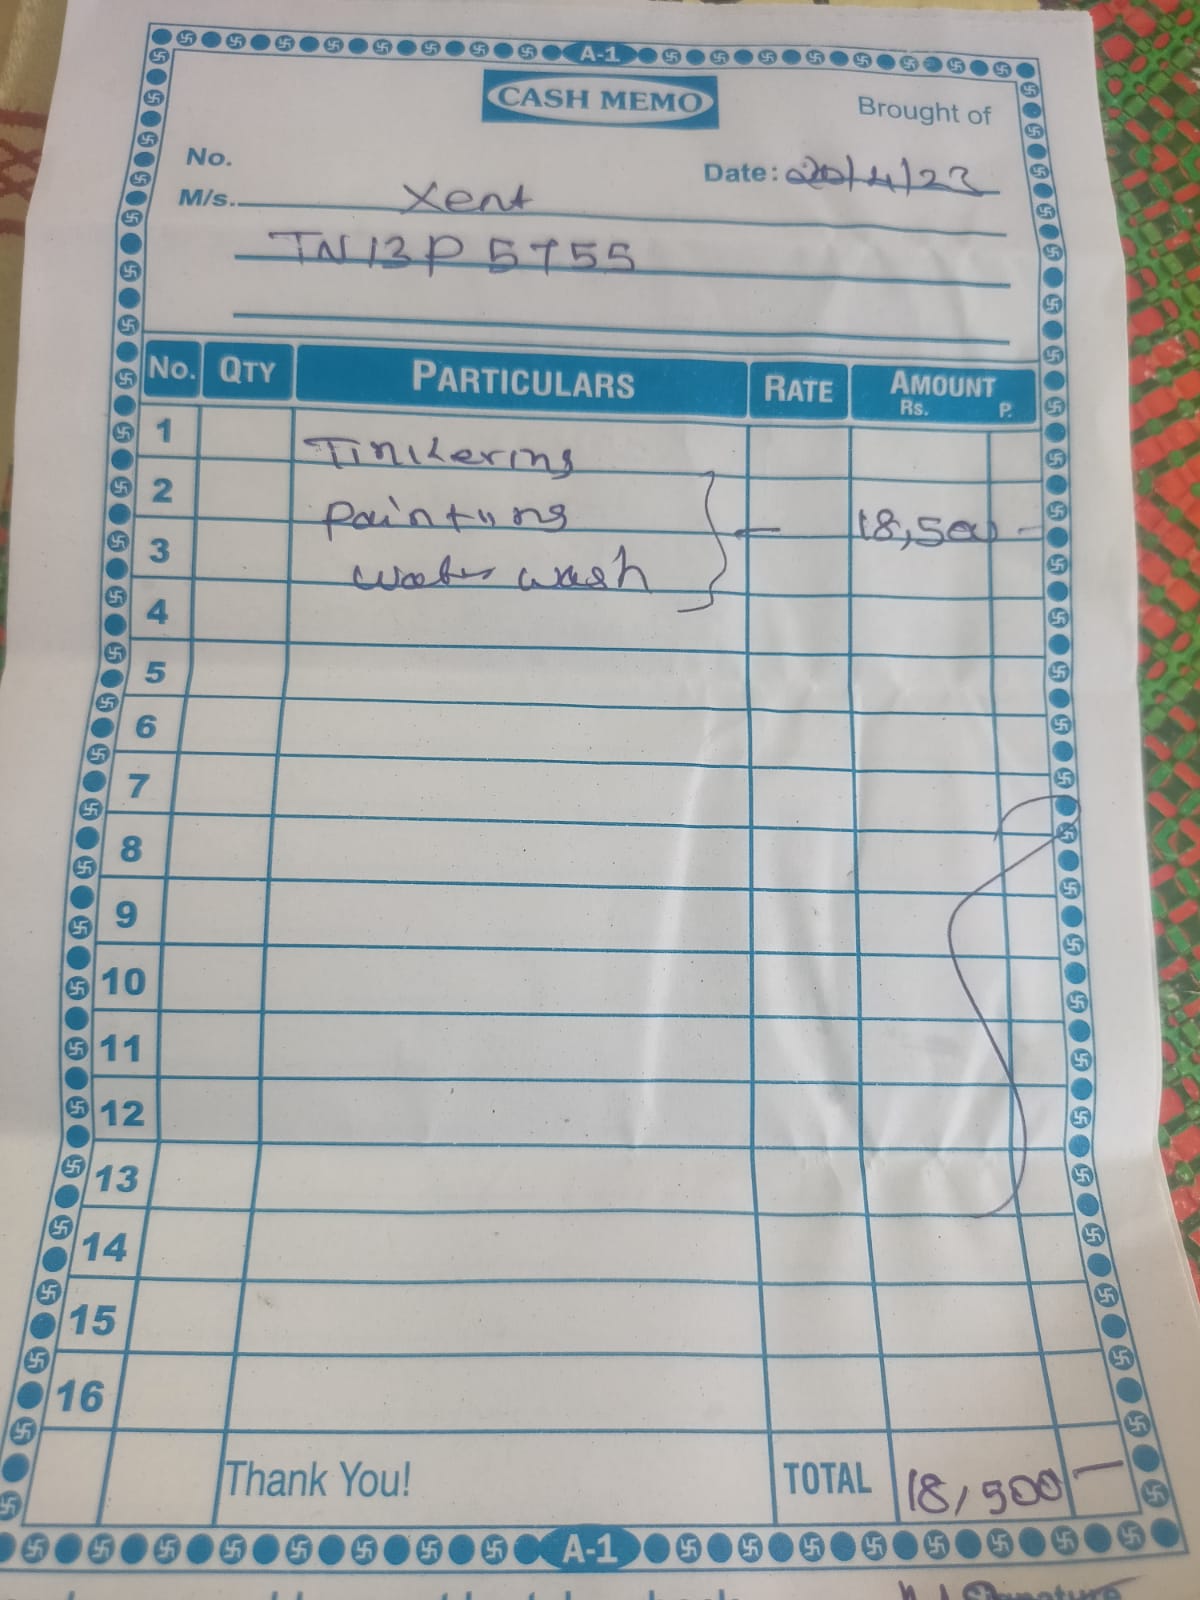 A-1
CASH MEMO
Brought of
No.
Date: 20/4/23
M/s. Xent
TN 13 P 5755
No. QTY PARTICULARS RATE AMOUNT
Rs. P.
1 Tinkering
2 Painting 18,500 -
3 water wash
4
5
6
7
8
9
10
11
12
13
14
15
16
Thank You! TOTAL 18,500 -
A-1
Signature